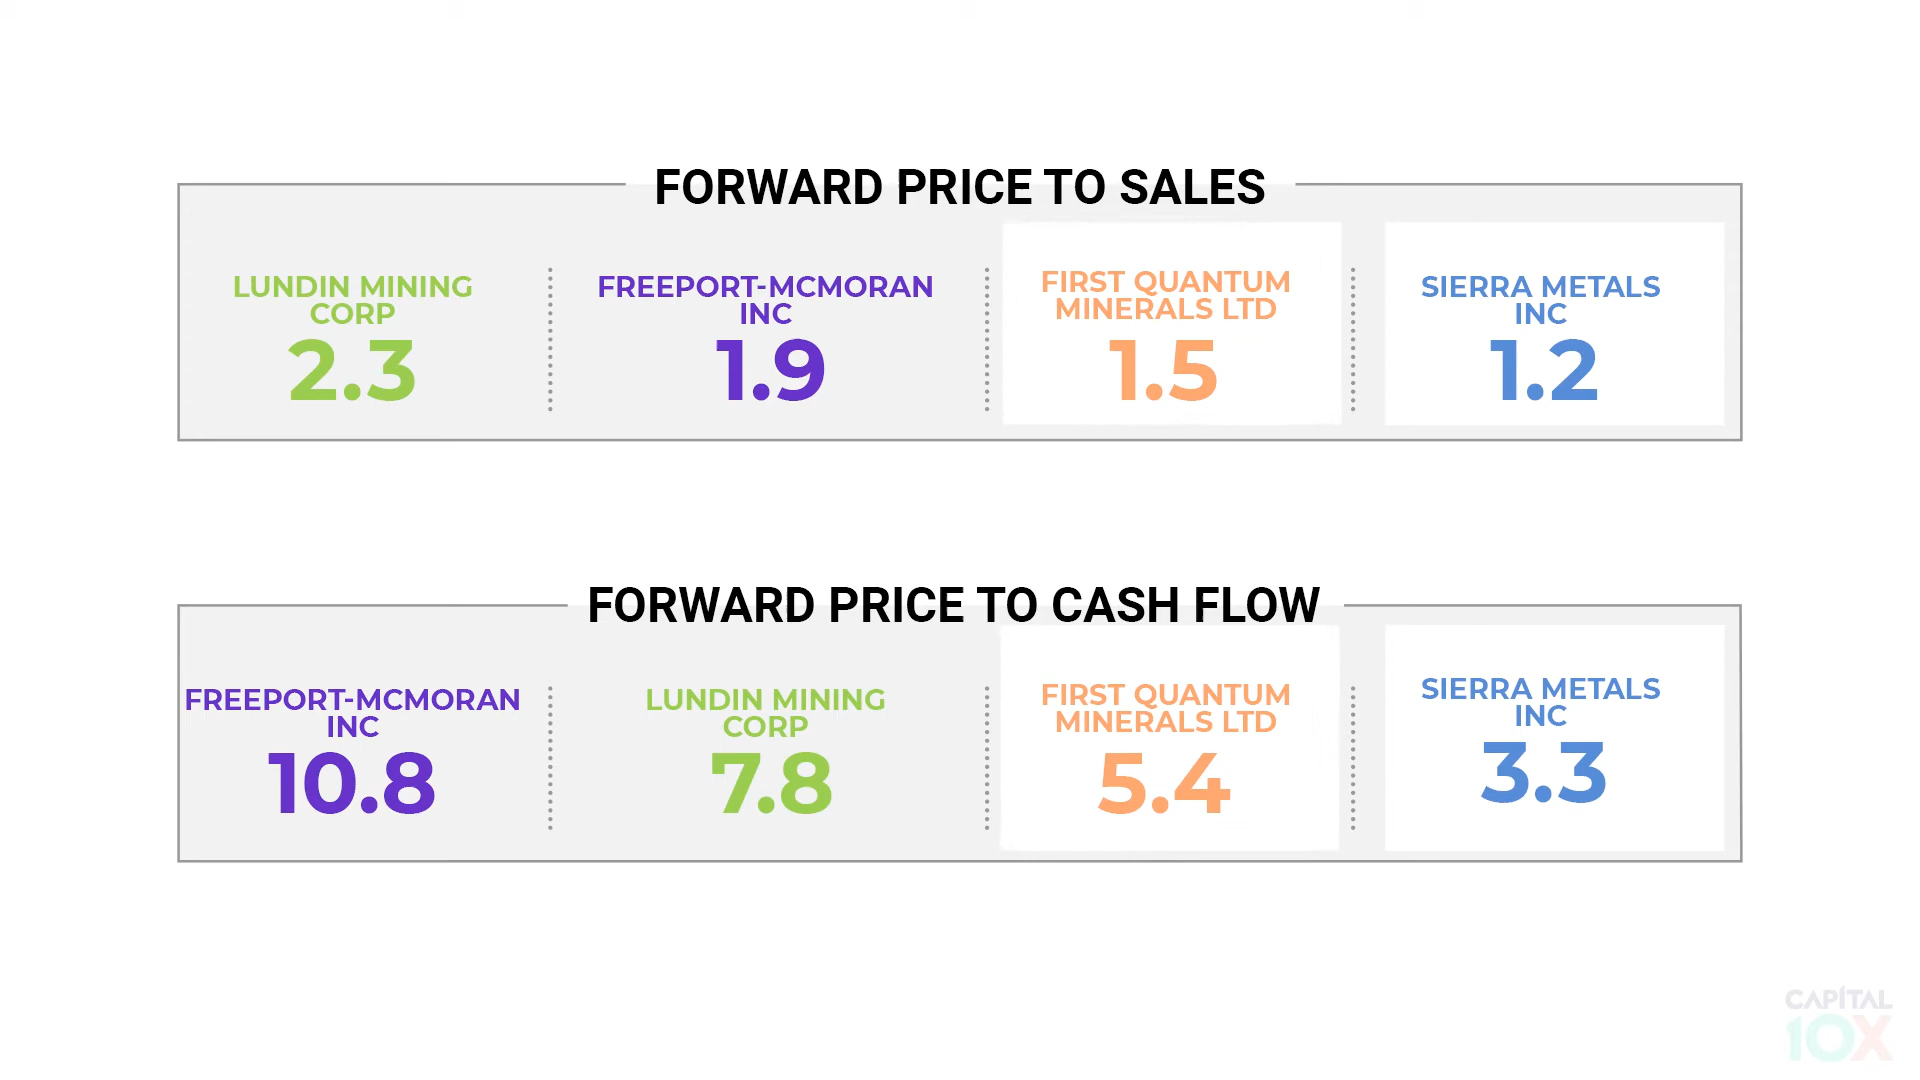 FORWARD PRICE TO SALES
LUNDIN MINING
CORP
2.3
FREEPORT-MCMORAN
INC
1.9
FIRST QUANTUM
MINERALS LTD
1.5
SIERRA METALS
INC
1.2
FORWARD PRICE TO CASH FLOW
FREEPORT-MCMORAN
INC
10.8
LUNDIN MINING
CORP
7.8
FIRST QUANTUM
MINERALS LTD
5.4
SIERRA METALS
INC
3.3
CAPITAL
10X